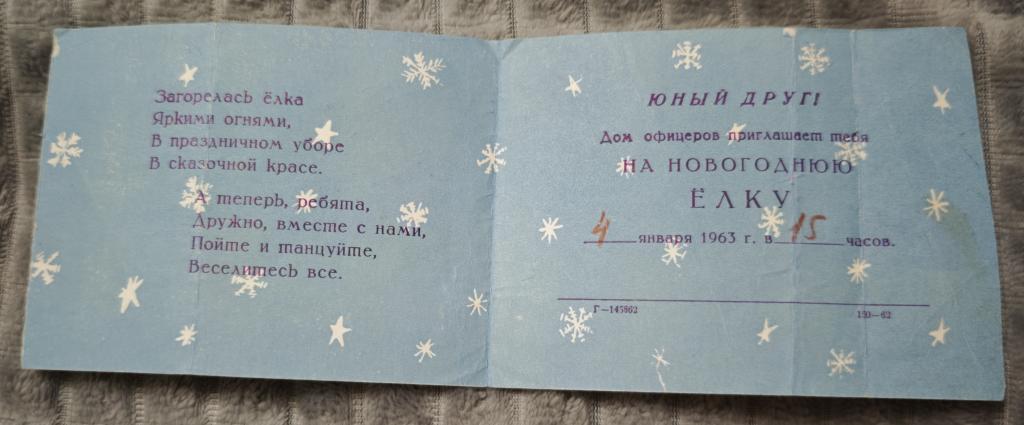 Загорелась ёлка
Яркими огнями,
В праздничном уборе
В сказочной красе.
А теперь, ребята,
Дружно, вместе с нами,
Пойте и танцуйте,
Веселитесь все.
ЮНЫЙ ДРУГ!
Дом офицеров приглашает тебя
НА НОВОГОДНЮЮ
ЁЛКУ
4 января 1963 г. в 15 часов.
Г—145862 130—62